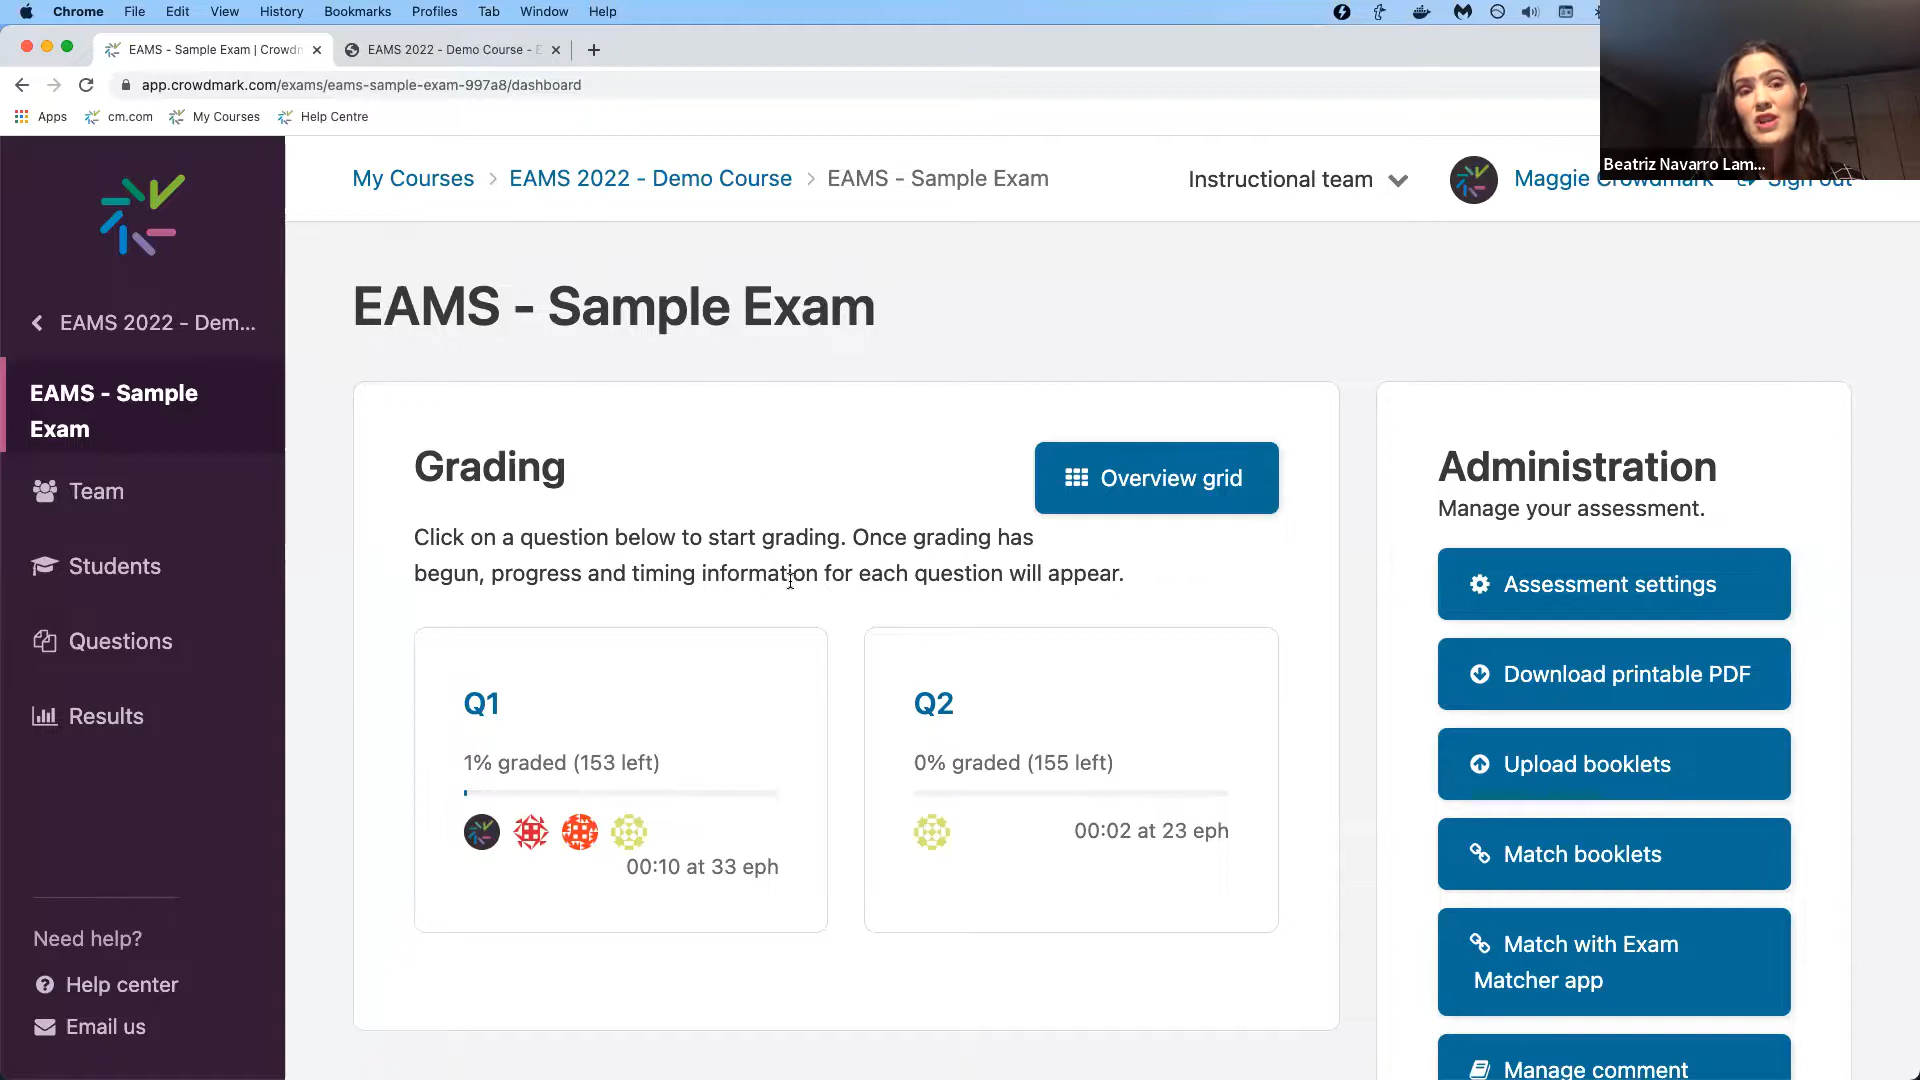 Chrome File Edit View History Bookmarks Profiles Tab Window Help
EAMS - Sample Exam | Crowdm
EAMS 2022 - Demo Course - E
app.crowdmark.com/exams/eams-sample-exam-997a8/dashboard
Apps cm.com My Courses Help Centre
Beatriz Navarro Lam...
My Courses > EAMS 2022 - Demo Course > EAMS - Sample Exam
Instructional team
Maggie Crowdmark
Sign out
EAMS 2022 - Dem...
EAMS - Sample
Exam
Team
Students
Questions
Results
Need help?
Help center
Email us
EAMS - Sample Exam
Grading
Overview grid
Click on a question below to start grading. Once grading has
begun, progress and timing information for each question will appear.
Q1
1% graded (153 left)
00:10 at 33 eph
Q2
0% graded (155 left)
00:02 at 23 eph
Administration
Manage your assessment.
Assessment settings
Download printable PDF
Upload booklets
Match booklets
Match with Exam
Matcher app
Manage comment